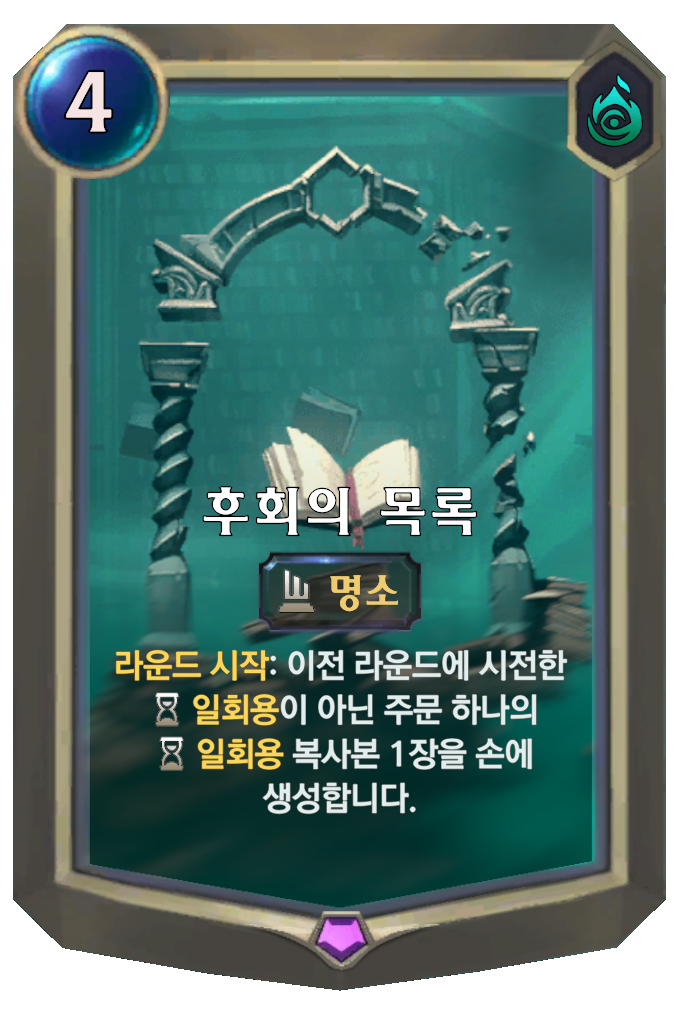 4
후회의 목록
명소
라운드 시작: 이전 라운드에 시전한
일회용이 아닌 주문 하나의
일회용 복사본 1장을 손에
생성합니다.